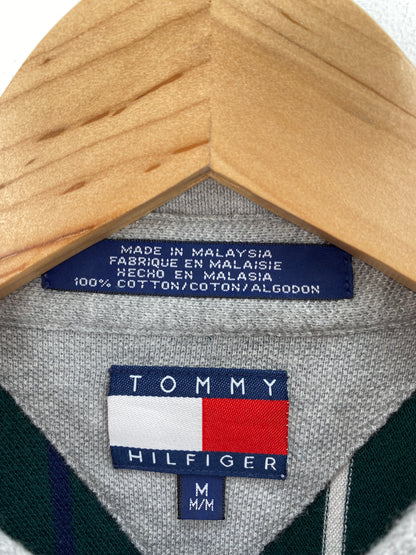 MADE IN MALAYSIA
FABRIQUE EN MALAISIE
HECHO EN MALASIA
100% COTTON/COTON/ALGODON
TOMMY
HILFIGER
M
M/M